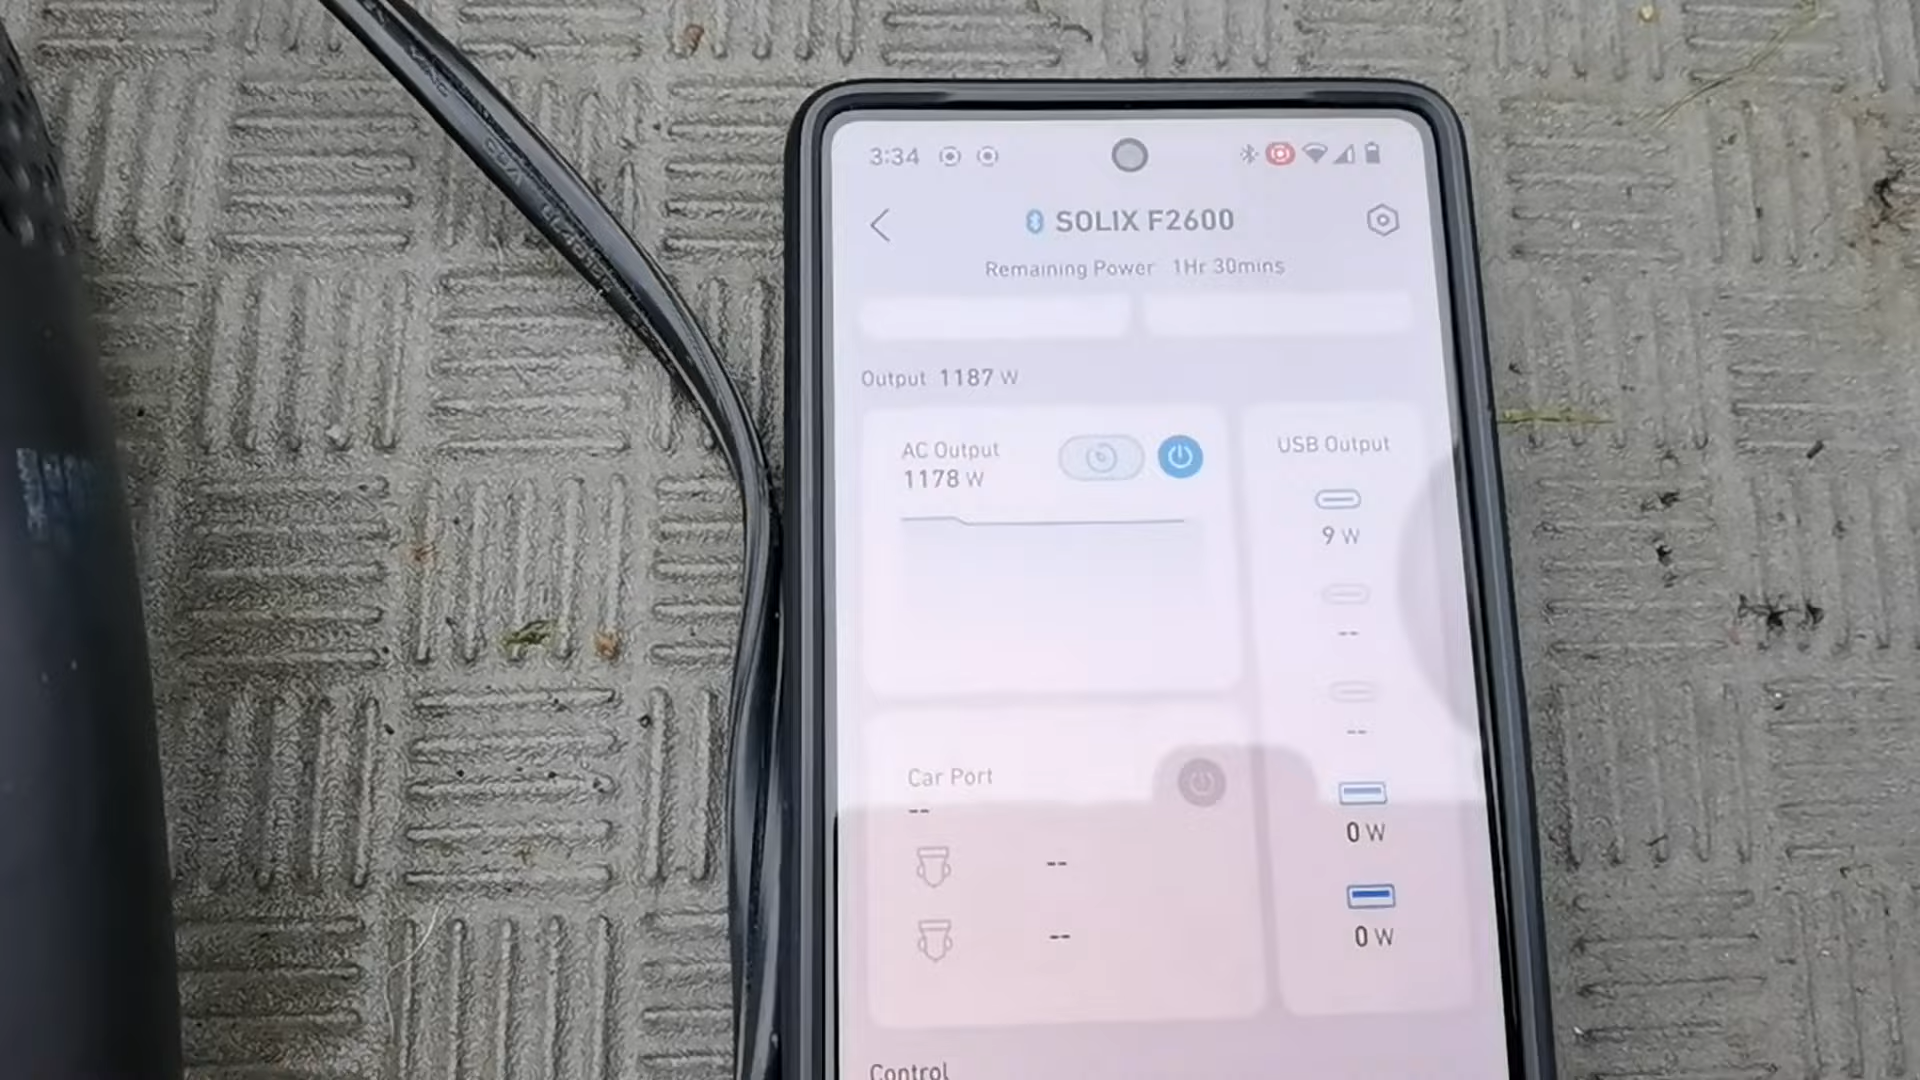 3:34
SOLIX F2600
Remaining Power 1Hr 30mins
Output 1187 W
AC Output
1178 W
USB Output
9 W
--
--
0 W
0 W
Car Port
--
--
--
Control